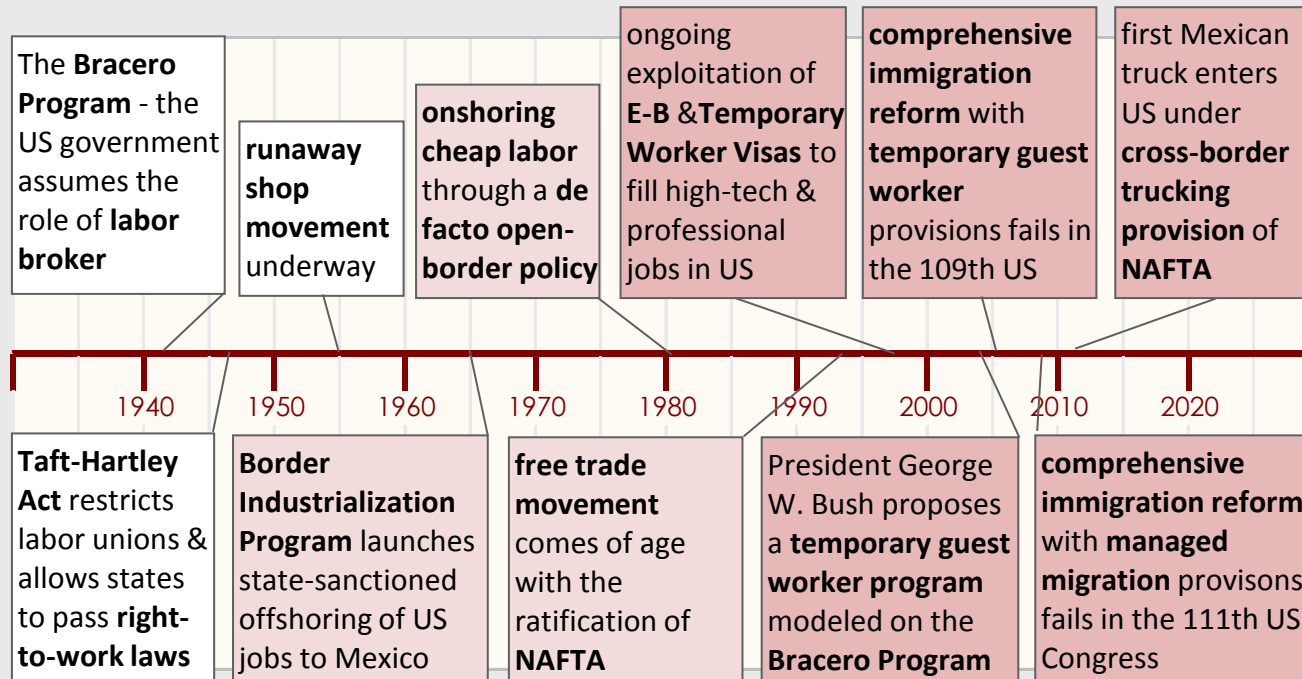 The Bracero
Program - the
US government
assumes the
role of labor
broker
runaway
shop
movement
underway
onshoring
cheap labor
through a de
facto open-
border policy
ongoing
exploitation of
E-B &Temporary
Worker Visas to
fill high-tech &
professional
jobs in US
comprehensive
immigration
reform with
temporary guest
worker
provisions fails in
the 109th US
first Mexican
truck enters
US under
cross-border
trucking
provision of
NAFTA
1940 1950 1960 1970 1980 1990 2000 2010 2020
Taft-Hartley
Act restricts
labor unions &
allows states
to pass right-
to-work laws
Border
Industrialization
Program launches
state-sanctioned
offshoring of US
jobs to Mexico
free trade
movement
comes of age
with the
ratification of
NAFTA
President George
W. Bush proposes
a temporary guest
worker program
modeled on the
Bracero Program
comprehensive
immigration reform
with managed
migration provisons
fails in the 111th US
Congress